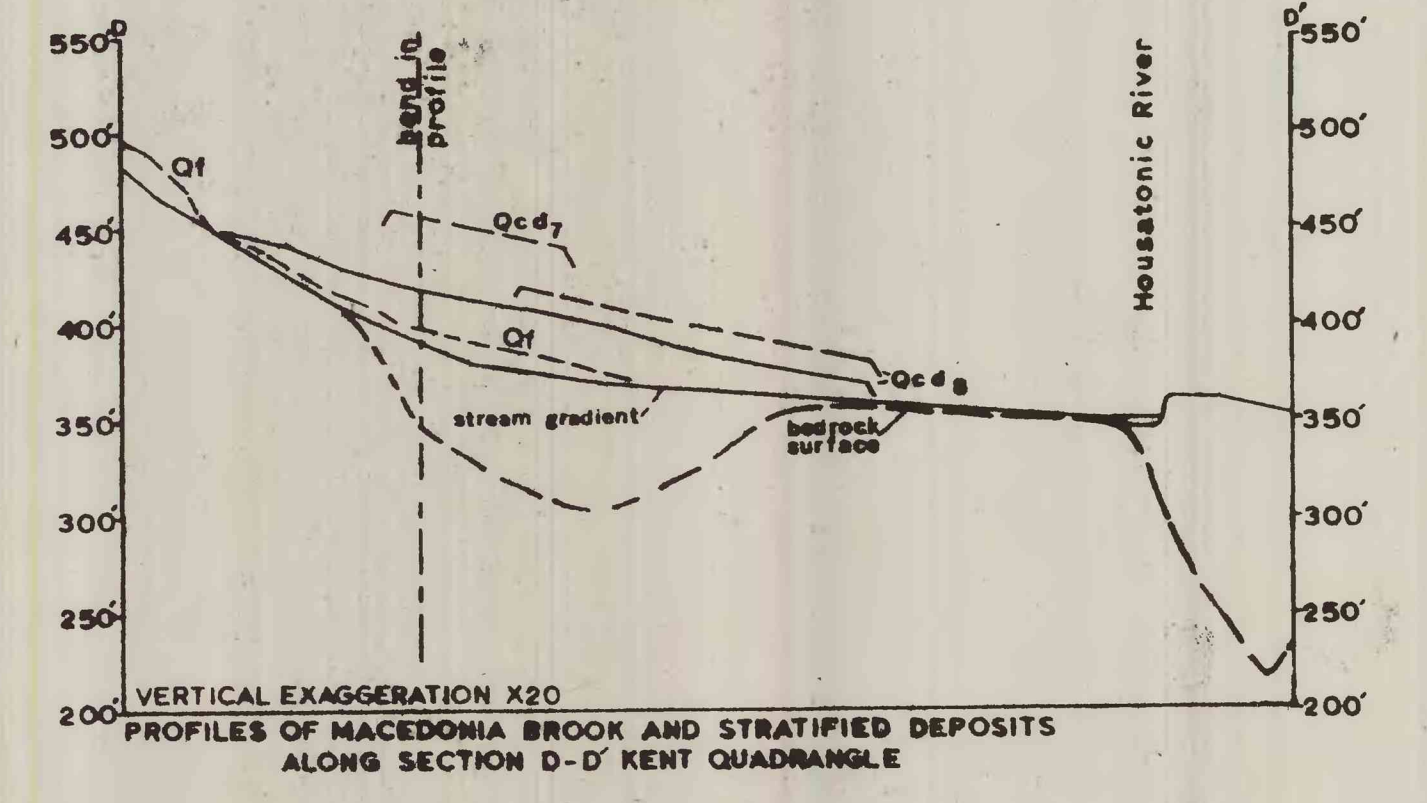 D
D′
550′
550′
bend in
profile
Housatonic River
500′
500′
Qf
450′
450′
Qcd7
400′
400′
Qf
Qcd8
stream gradient
350′
350′
bedrock
surface
300′
300′
250′
250′
VERTICAL EXAGGERATION X20
200′
200′
PROFILES OF MACEDONIA BROOK AND STRATIFIED DEPOSITS
ALONG SECTION D-D′ KENT QUADRANGLE